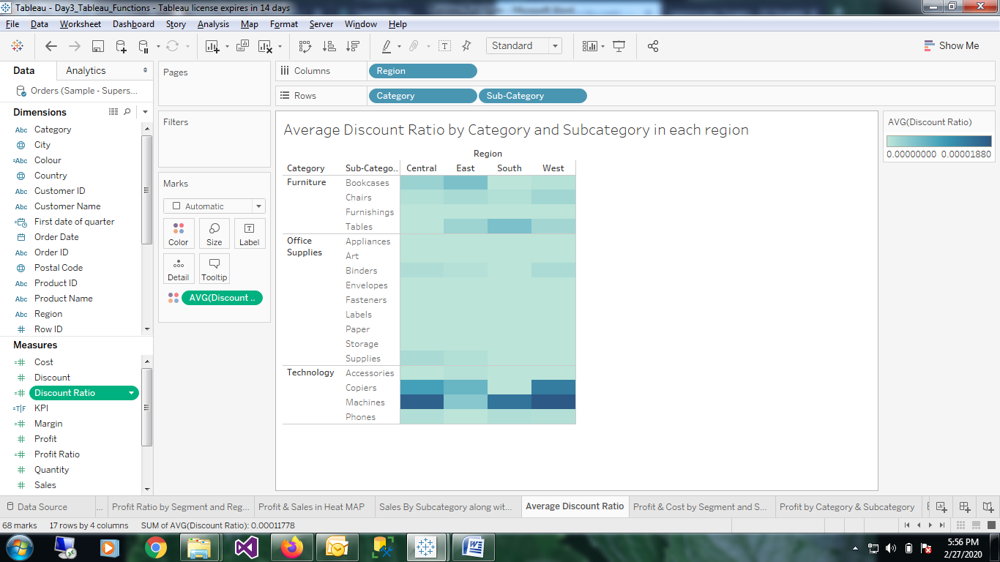 Tableau - Day3_Tableau_Functions - Tableau license expires in 14 days
File Data Worksheet Dashboard Story Analysis Map Format Server Window Help
Standard Show Me
Data Analytics
Orders (Sample - Supers...
Dimensions
Abc Category
City
=Abc Colour
Country
Abc Customer ID
Abc Customer Name
First date of quarter
Order Date
Abc Order ID
Postal Code
Abc Product ID
Abc Product Name
Abc Region
# Row ID
Measures
=# Cost
=# Discount
=# Discount Ratio
=T|F KPI
=# Margin
# Profit
=# Profit Ratio
# Quantity
# Sales
Pages
Filters
Marks
Automatic
Color Size Label
Detail Tooltip
AVG(Discount ..
Columns Region
Rows Category Sub-Category
Average Discount Ratio by Category and Subcategory in each region
Region
Category Sub-Catego.. Central East South West
Furniture Bookcases
Chairs
Furnishings
Tables
Office Supplies Appliances
Art
Binders
Envelopes
Fasteners
Labels
Paper
Storage
Supplies
Technology Accessories
Copiers
Machines
Phones
AVG(Discount Ratio)
0.00000000 0.00001880
Data Source ... Profit Ratio by Segment and Reg... Profit & Sales in Heat MAP Sales By Subcategory along wit... Average Discount Ratio Profit & Cost by Segment and S... Profit by Category & Subcategory
68 marks 17 rows by 4 columns SUM of AVG(Discount Ratio): 0.00011778
5:56 PM
2/27/2020